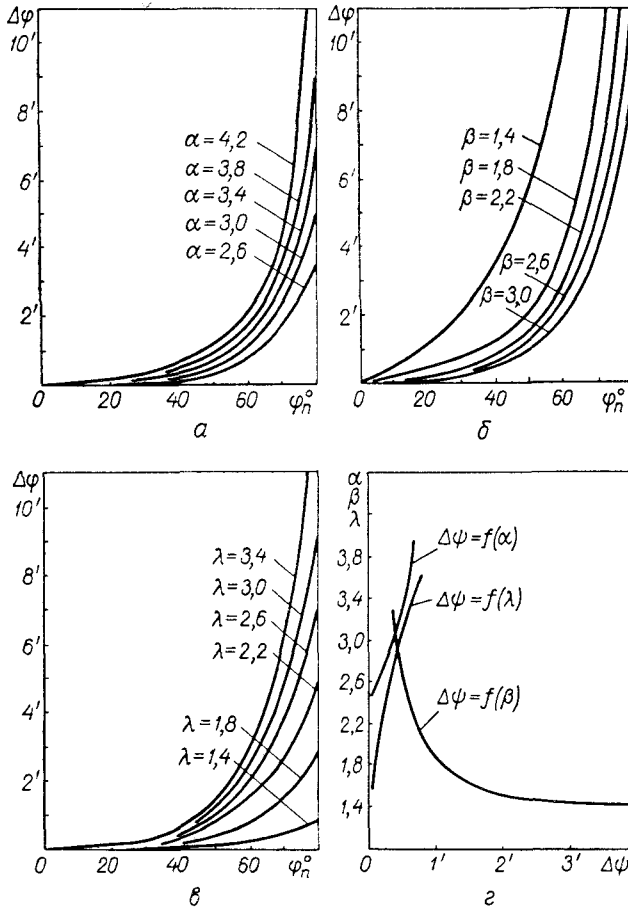 Δφ
10′
8′
6′
4′
2′
α=4,2
α=3,8
α=3,4
α=3,0
α=2,6
0 20 40 60 φₙ°
а
10′
8′
6′
4′
2′
β=1,4
β=1,8
β=2,2
β=2,6
β=3,0
0 20 40 60 φₙ°
б
Δφ
10′
8′
6′
4′
2′
λ=3,4
λ=3,0
λ=2,6
λ=2,2
λ=1,8
λ=1,4
0 20 40 60 φₙ°
в
α
β
λ
3,8
3,4
3,0
2,6
2,2
1,8
1,4
Δψ=f(α)
Δψ=f(λ)
Δψ=f(β)
0 1′ 2′ 3′ Δψ
г